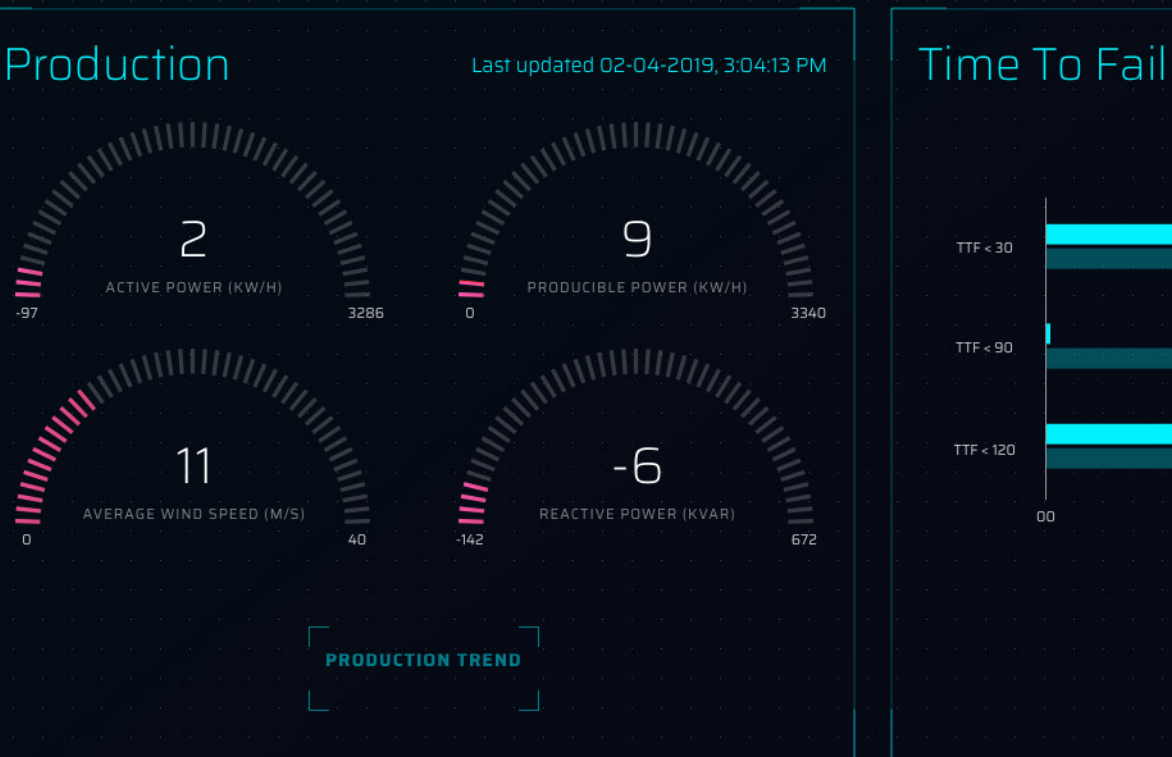 Production
Last updated 02-04-2019, 3:04:13 PM
2
ACTIVE POWER (KW/H)
-97
3286
9
PRODUCIBLE POWER (KW/H)
0
3340
11
AVERAGE WIND SPEED (M/S)
0
40
-6
REACTIVE POWER (KVAR)
-142
672
PRODUCTION TREND
Time To Fail
TTF < 30
TTF < 90
TTF < 120
00